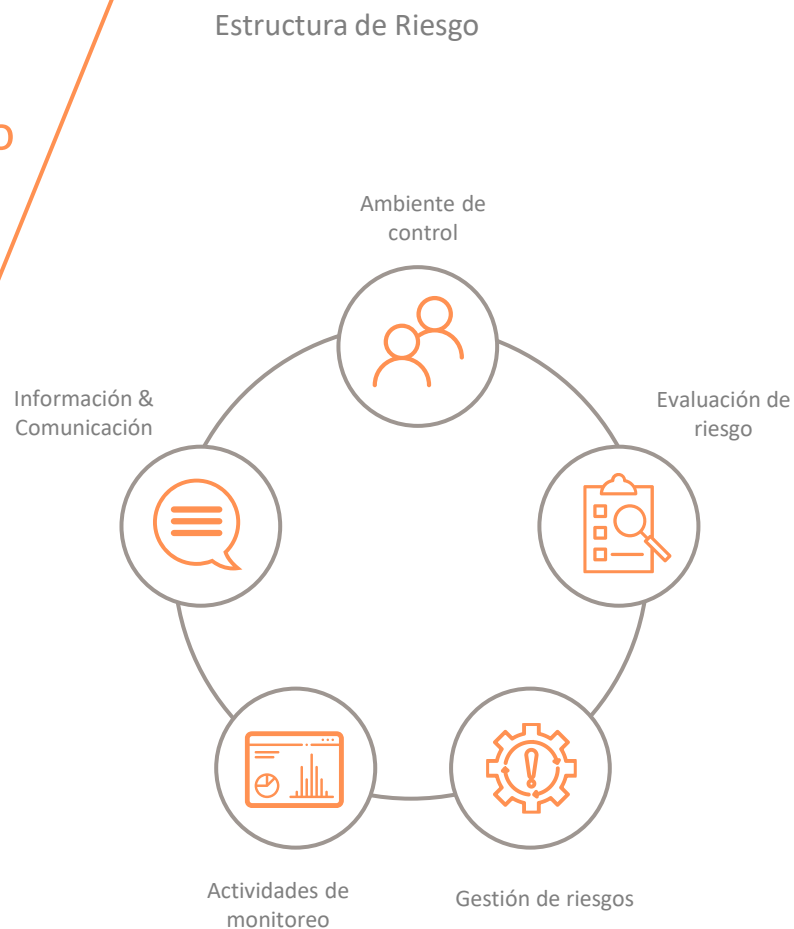 Estructura de Riesgo
o
Ambiente de
control
Información &
Comunicación
Evaluación de
riesgo
Actividades de
monitoreo
Gestión de riesgos